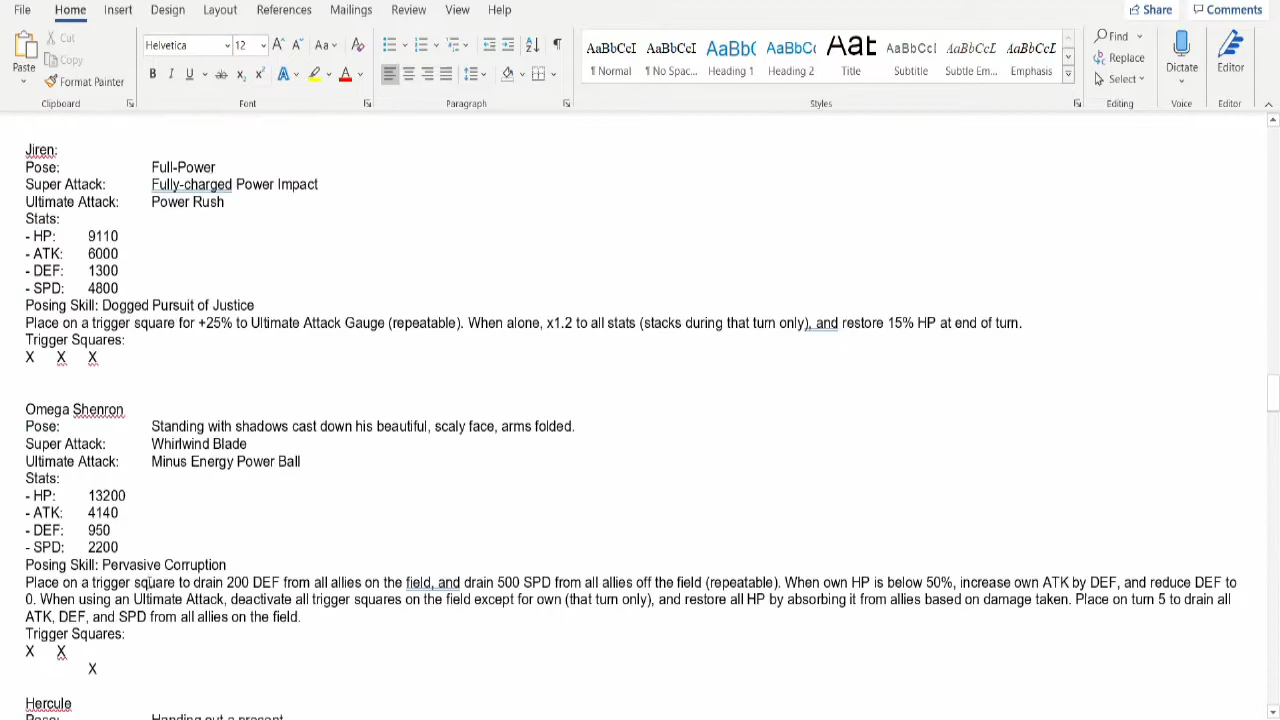 File Home Insert Design Layout References Mailings Review View Help Share Comments
Paste Cut Copy Format Painter Clipboard
Helvetica 12 Aa B I U ab x₂ x² A A Font
Paragraph
AaBbCcI AaBbCcI AaBbC AaBbCc AaB AaBbCcI AaBbCcI AaBbCcI
¶ Normal ¶ No Spac... Heading 1 Heading 2 Title Subtitle Subtle Em... Emphasis
Styles
Find Replace Select Editing
Dictate Voice
Editor Editor
Jiren:
Pose: Full-Power
Super Attack: Fully-charged Power Impact
Ultimate Attack: Power Rush
Stats:
- HP: 9110
- ATK: 6000
- DEF: 1300
- SPD: 4800
Posing Skill: Dogged Pursuit of Justice
Place on a trigger square for +25% to Ultimate Attack Gauge (repeatable). When alone, x1.2 to all stats (stacks during that turn only), and restore 15% HP at end of turn.
Trigger Squares:
X X X
Omega Shenron
Pose: Standing with shadows cast down his beautiful, scaly face, arms folded.
Super Attack: Whirlwind Blade
Ultimate Attack: Minus Energy Power Ball
Stats:
- HP: 13200
- ATK: 4140
- DEF: 950
- SPD: 2200
Posing Skill: Pervasive Corruption
Place on a trigger square to drain 200 DEF from all allies on the field, and drain 500 SPD from all allies off the field (repeatable). When own HP is below 50%, increase own ATK by DEF, and reduce DEF to
0. When using an Ultimate Attack, deactivate all trigger squares on the field except for own (that turn only), and restore all HP by absorbing it from allies based on damage taken. Place on turn 5 to drain all
ATK, DEF, and SPD from all allies on the field.
Trigger Squares:
X X
X
Hercule
Pose: Handing out a present